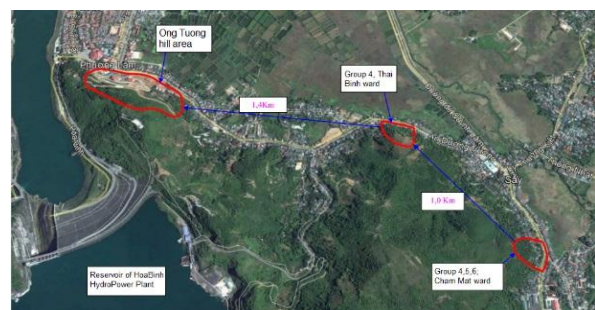 Ong Tuong
hill area
Group 4, Thai
Binh ward
1,4Km
1,0 Km
Reservoir of HoaBinh
HydroPower Plant
Group 4,5,6,
Cham Mat ward